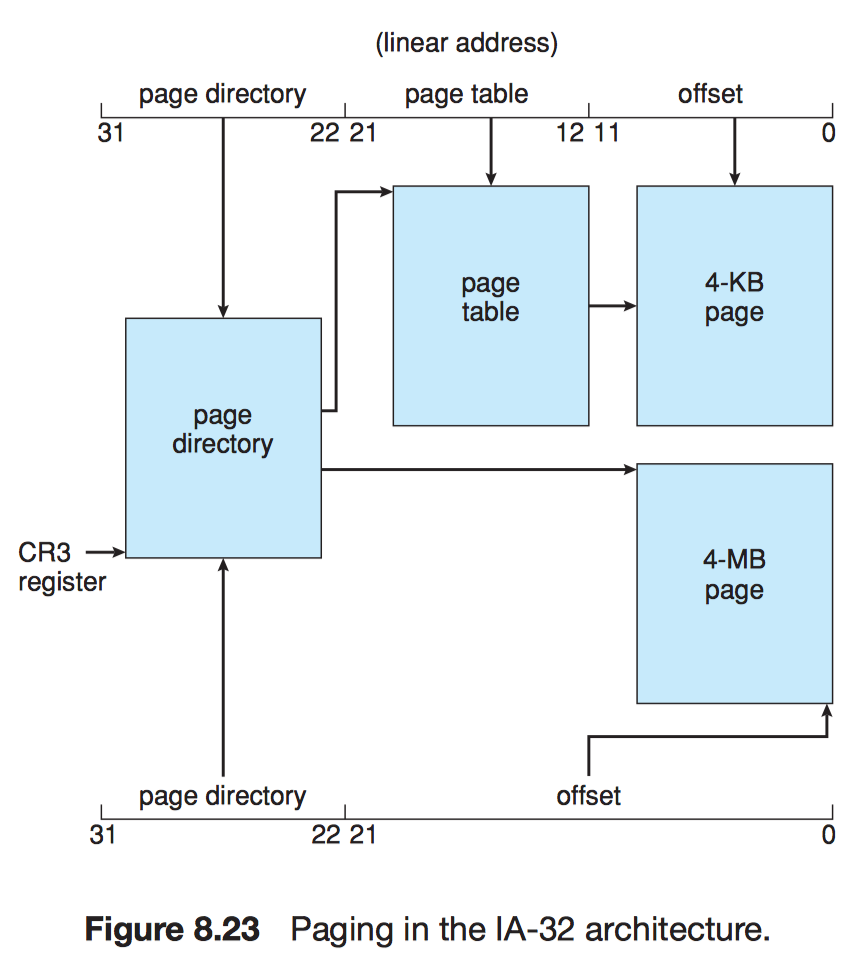 (linear address)
page directory page table offset
31 22 21 12 11 0
page
table
4-KB
page
page
directory
CR3
register
4-MB
page
page directory offset
31 22 21 0
Figure 8.23 Paging in the IA-32 architecture.